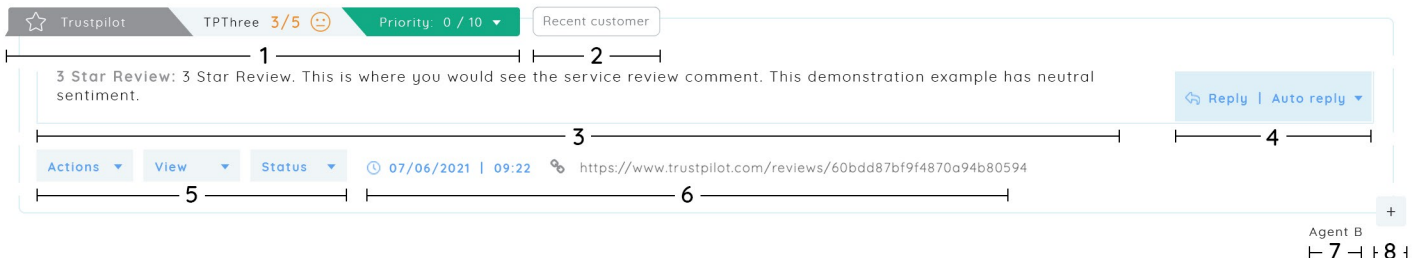 Trustpilot TPThree 3/5 Priority: 0 / 10 Recent customer
1 2
3 Star Review: 3 Star Review. This is where you would see the service review comment. This demonstration example has neutral
sentiment.
Reply | Auto reply
3 4
Actions View Status 07/06/2021 | 09:22 https://www.trustpilot.com/reviews/60bdd87bf9f4870a94b80594
5 6
+
Agent B
7 8